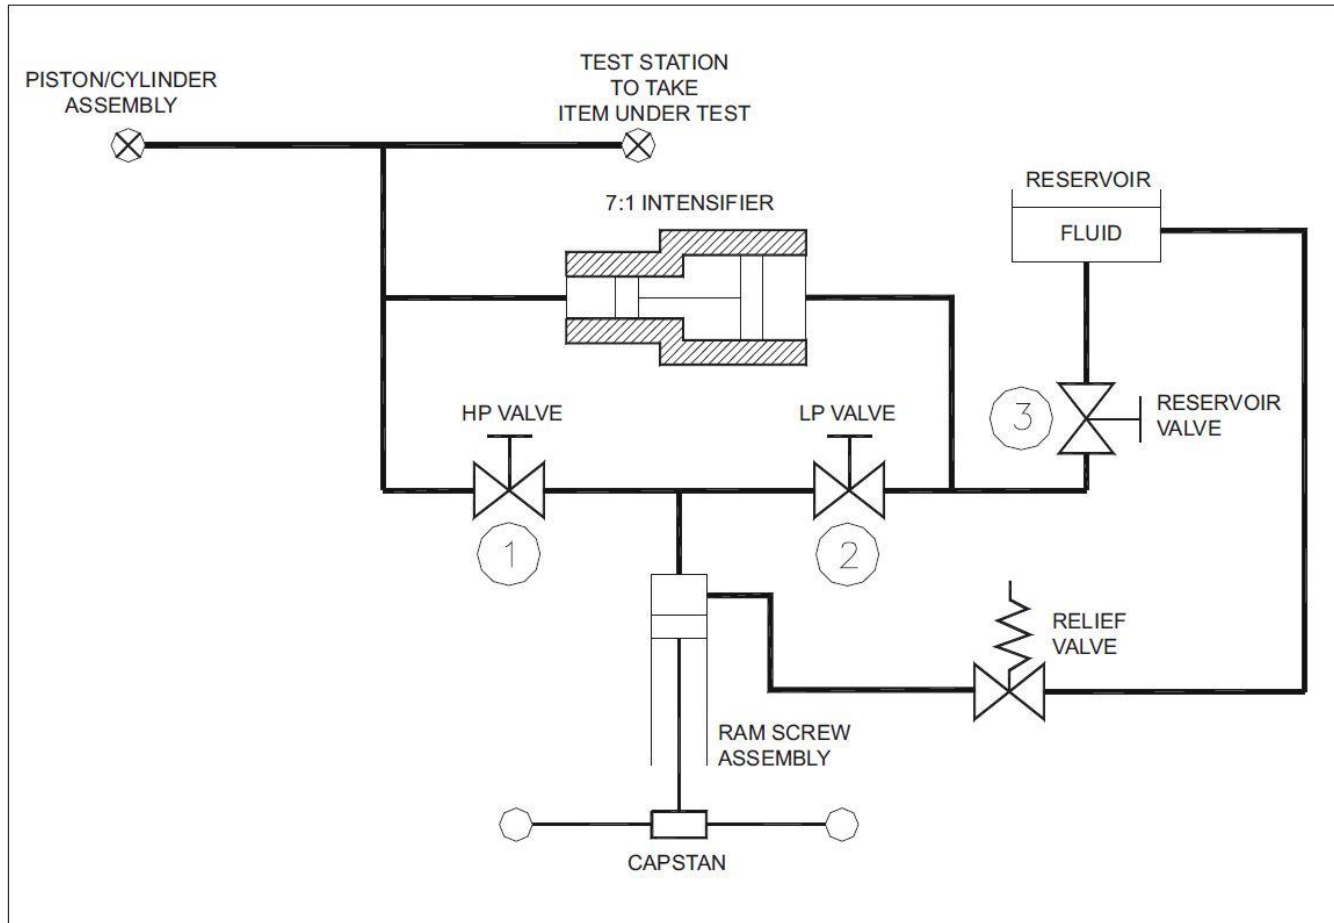 PISTON/CYLINDER
ASSEMBLY
TEST STATION
TO TAKE
ITEM UNDER TEST
7:1 INTENSIFIER
RESERVOIR
FLUID
HP VALVE
LP VALVE
3
RESERVOIR
VALVE
1
2
RELIEF
VALVE
RAM SCREW
ASSEMBLY
CAPSTAN